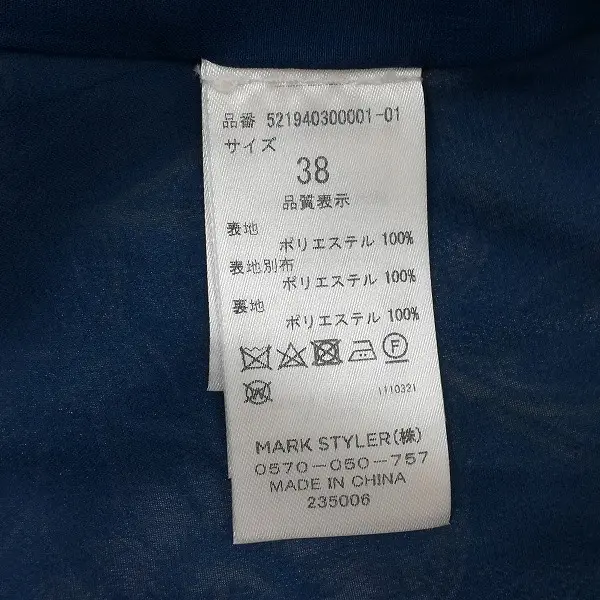 品番 521940300001-01
サイズ
38
品質表示
表地
ポリエステル 100%
表地別布
ポリエステル 100%
裏地
ポリエステル 100%
F
W
1110321
MARK STYLER(株)
0570-050-757
MADE IN CHINA
235006